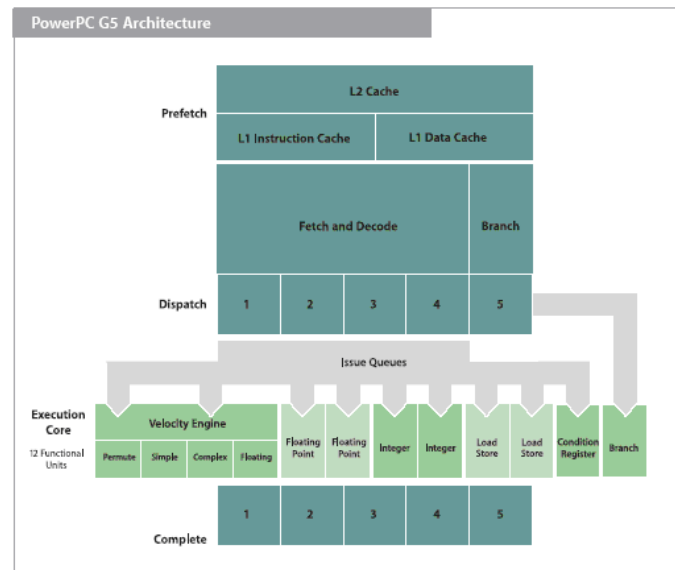 PowerPC G5 Architecture
L2 Cache
Prefetch
L1 Instruction Cache
L1 Data Cache
Fetch and Decode
Branch
Dispatch
1
2
3
4
5
Issue Queues
Execution
Core
12 Functional
Units
Velocity Engine
Permute
Simple
Complex
Floating
Floating
Point
Floating
Point
Integer
Integer
Load
Store
Load
Store
Condition
Register
Branch
1
2
3
4
5
Complete